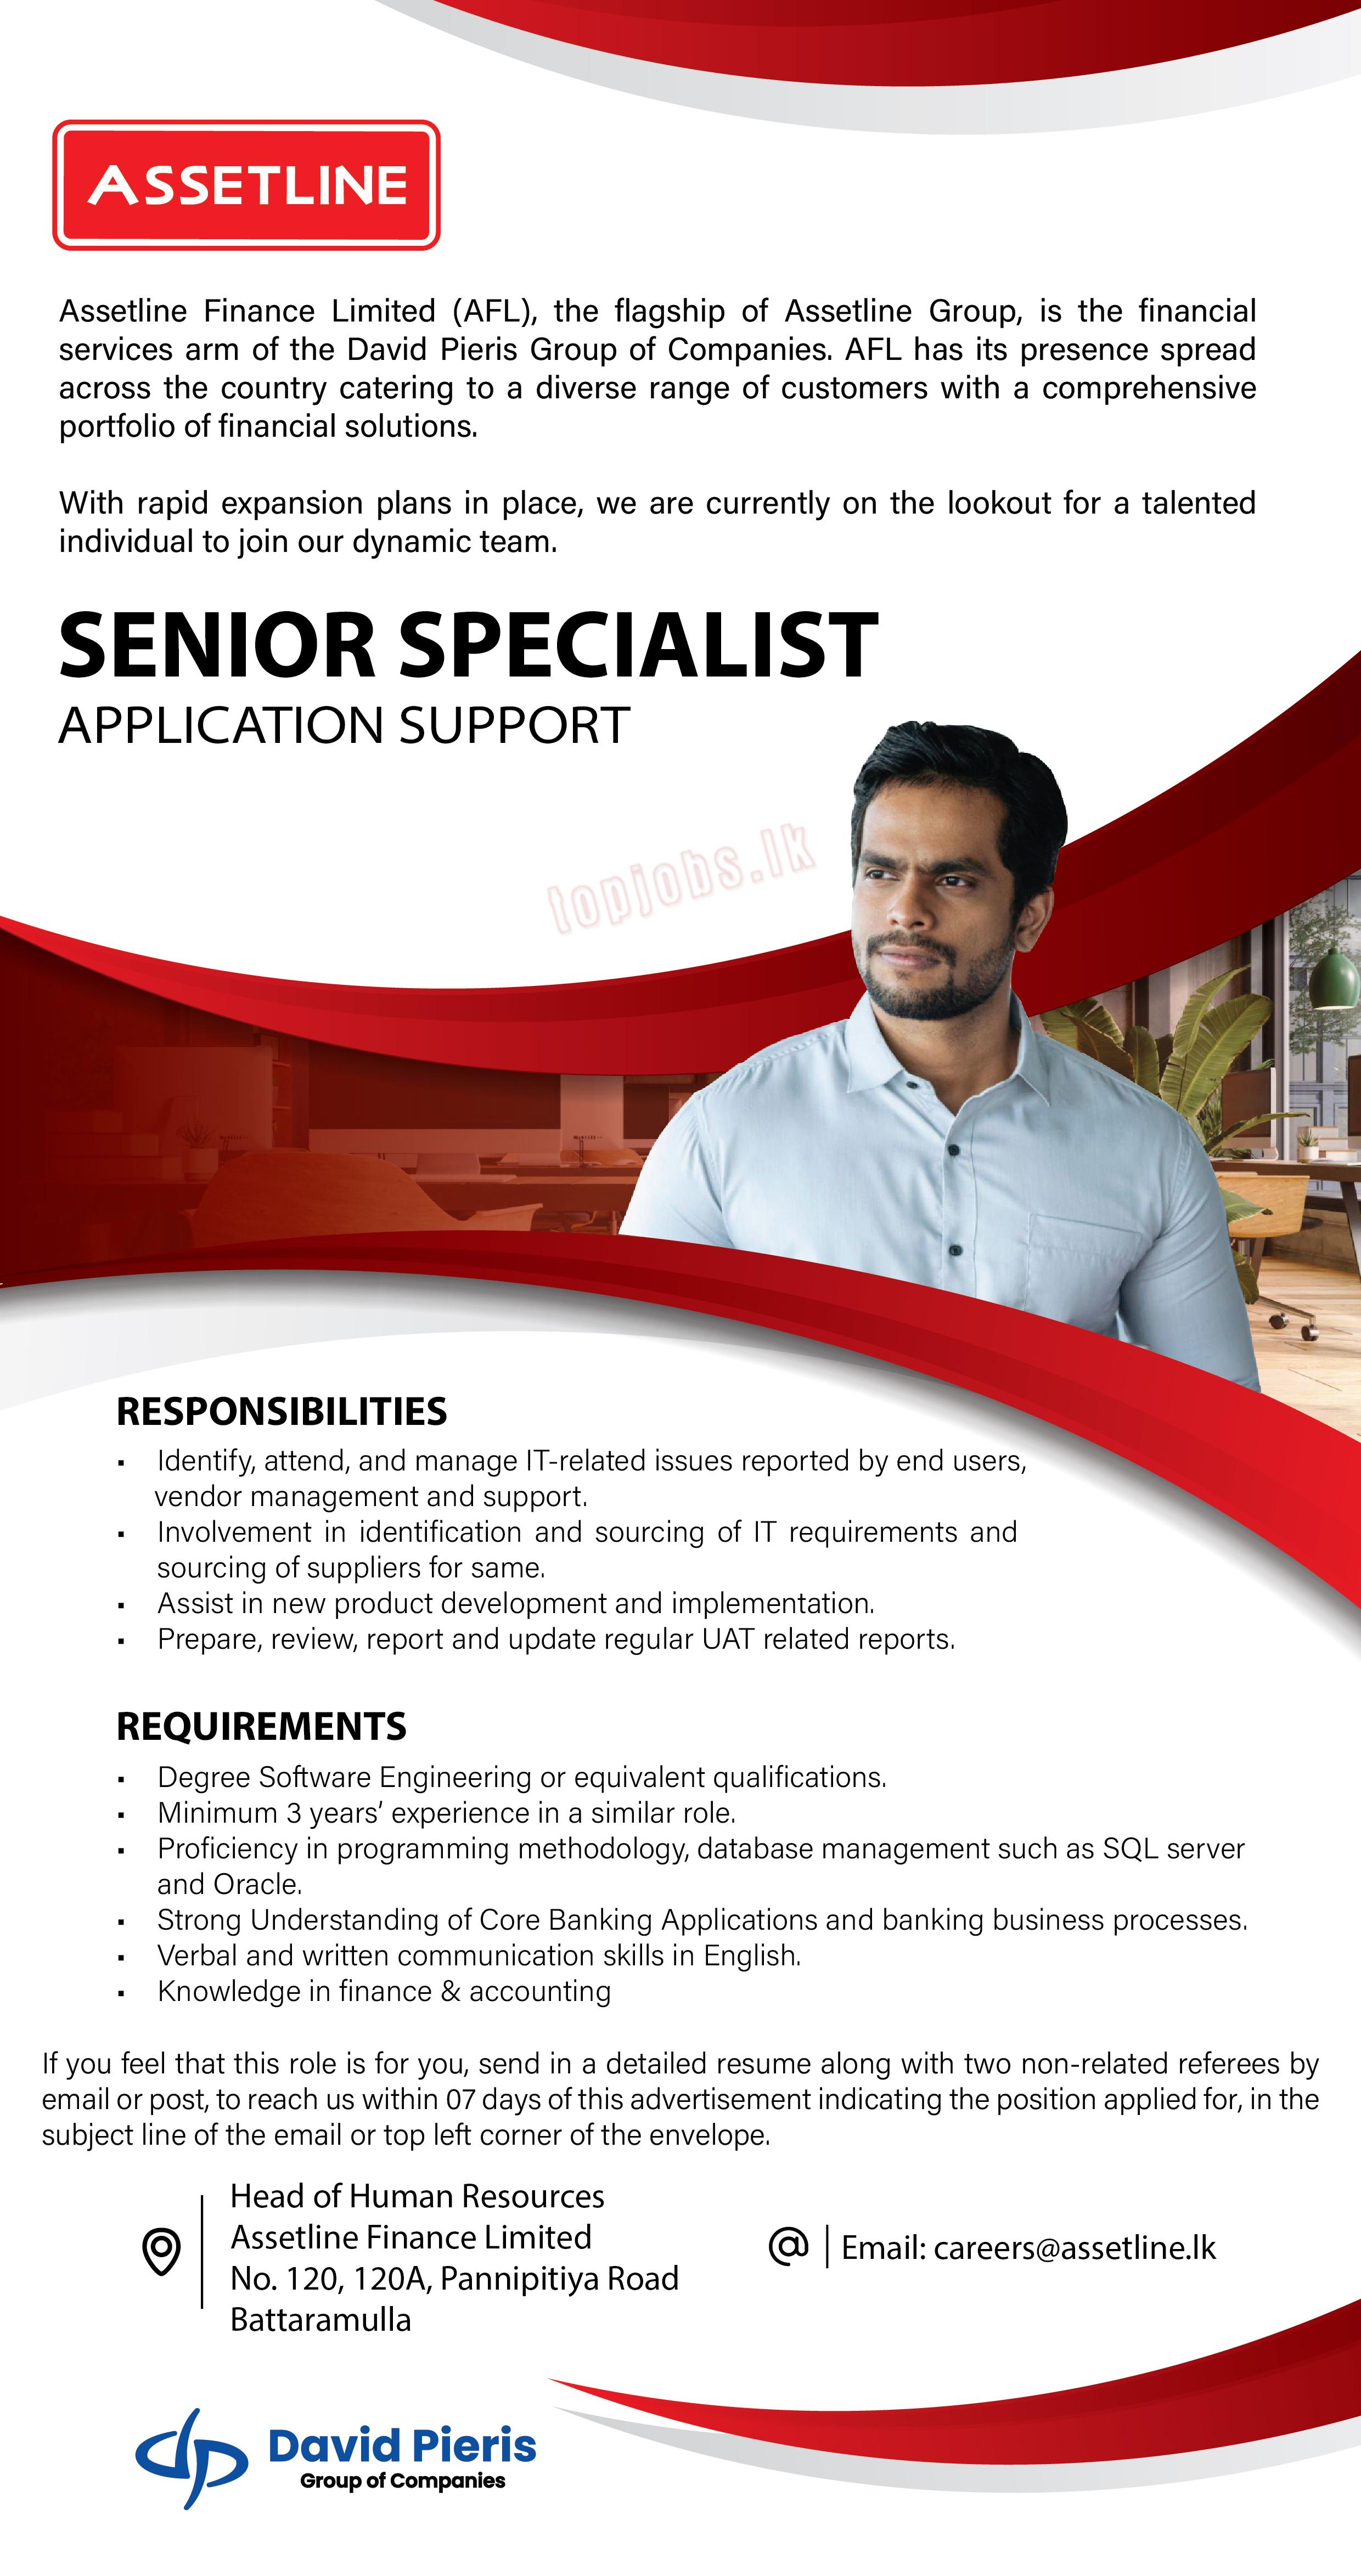 ASSETLINE
Assetline Finance Limited (AFL), the flagship of Assetline Group, is the financial
services arm of the David Pieris Group of Companies. AFL has its presence spread
across the country catering to a diverse range of customers with a comprehensive
portfolio of financial solutions.
With rapid expansion plans in place, we are currently on the lookout for a talented
individual to join our dynamic team.
SENIOR SPECIALIST
APPLICATION SUPPORT
topjobs.lk
RESPONSIBILITIES
• Identify, attend, and manage IT-related issues reported by end users,
vendor management and support.
• Involvement in identification and sourcing of IT requirements and
sourcing of suppliers for same.
• Assist in new product development and implementation.
• Prepare, review, report and update regular UAT related reports.
REQUIREMENTS
• Degree Software Engineering or equivalent qualifications.
• Minimum 3 years’ experience in a similar role.
• Proficiency in programming methodology, database management such as SQL server
and Oracle.
• Strong Understanding of Core Banking Applications and banking business processes.
• Verbal and written communication skills in English.
• Knowledge in finance & accounting
If you feel that this role is for you, send in a detailed resume along with two non-related referees by
email or post, to reach us within 07 days of this advertisement indicating the position applied for, in the
subject line of the email or top left corner of the envelope.
Head of Human Resources
Assetline Finance Limited
No. 120, 120A, Pannipitiya Road
Battaramulla
@ | Email: careers@assetline.lk
dp
David Pieris
Group of Companies